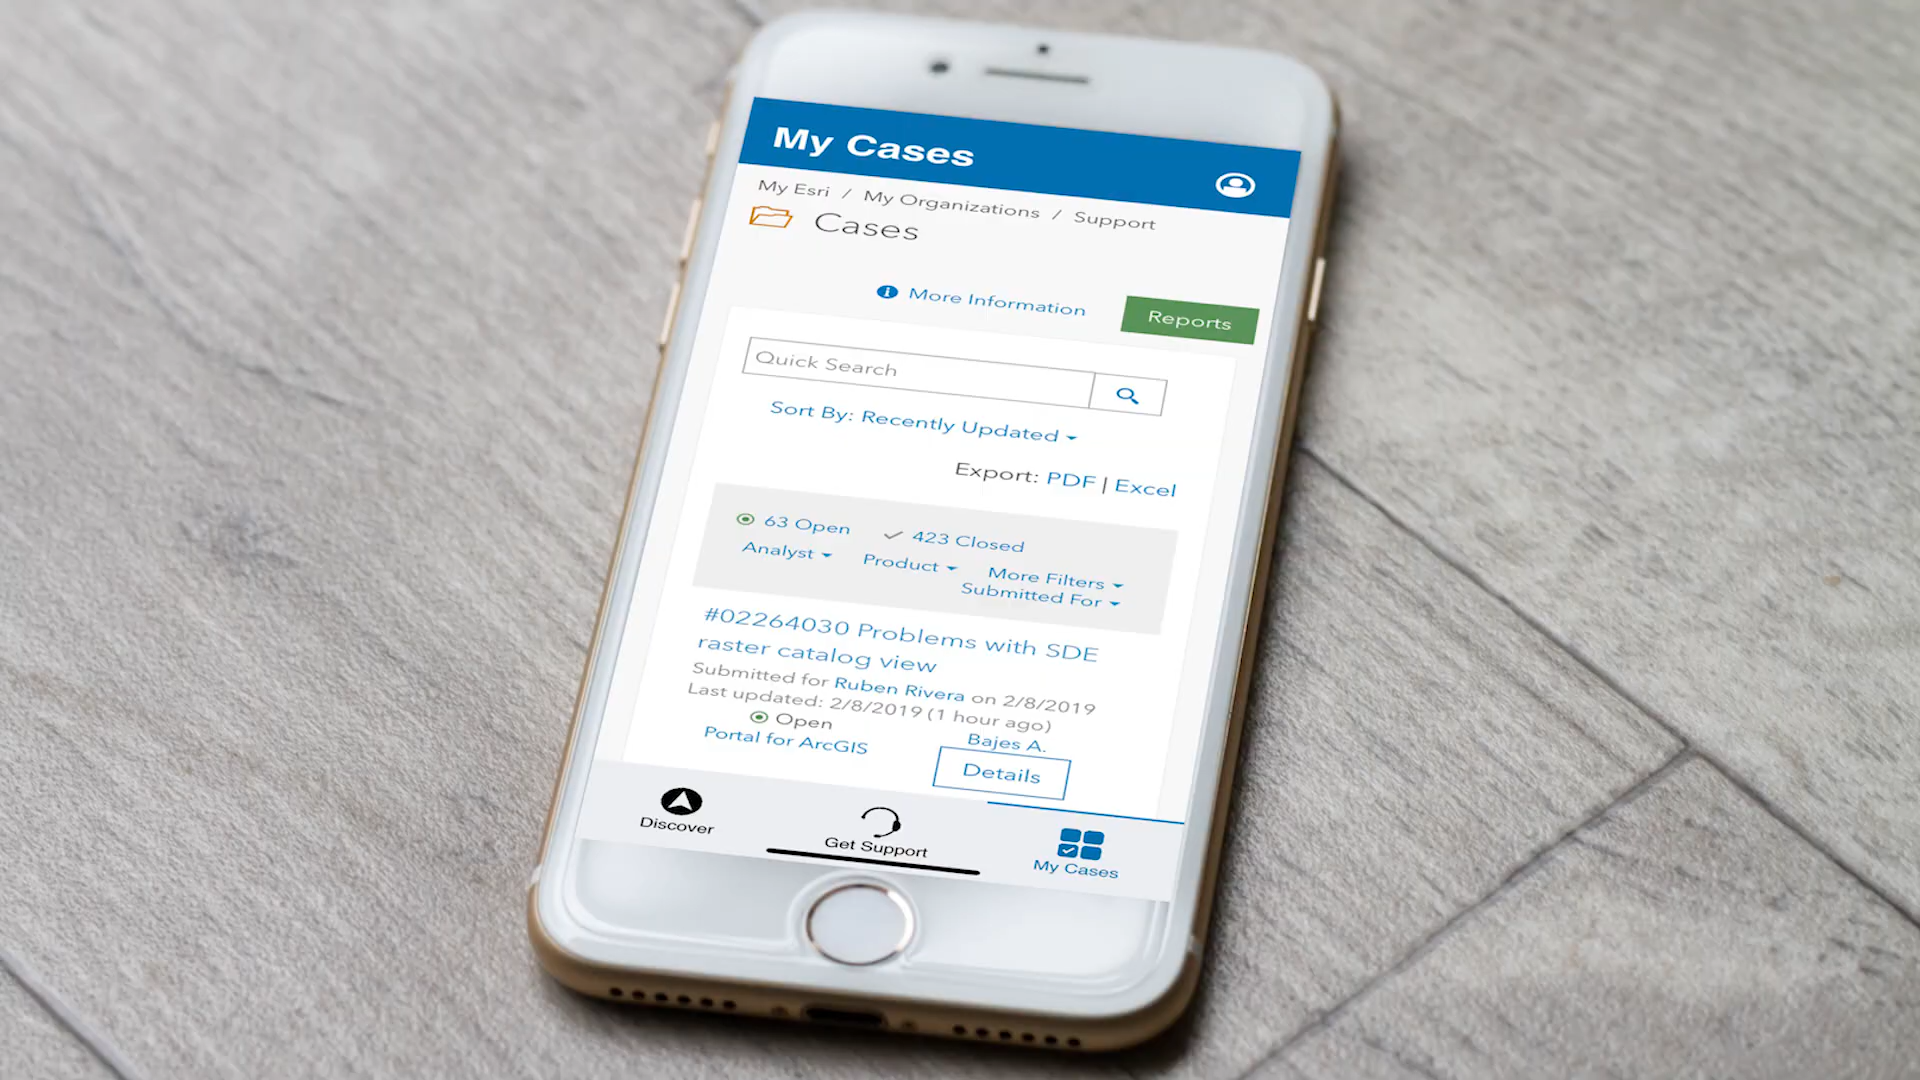 My Cases
My Esri / My Organizations / Support
Cases
More Information
Reports
Quick Search
Sort By: Recently Updated
Export: PDF | Excel
63 Open
423 Closed
Analyst
Product
More Filters
Submitted For
#02264030 Problems with SDE
raster catalog view
Submitted for Ruben Rivera on 2/8/2019
Last updated: 2/8/2019 (1 hour ago)
Open
Portal for ArcGIS
Bajes A.
Details
Discover
Get Support
My Cases